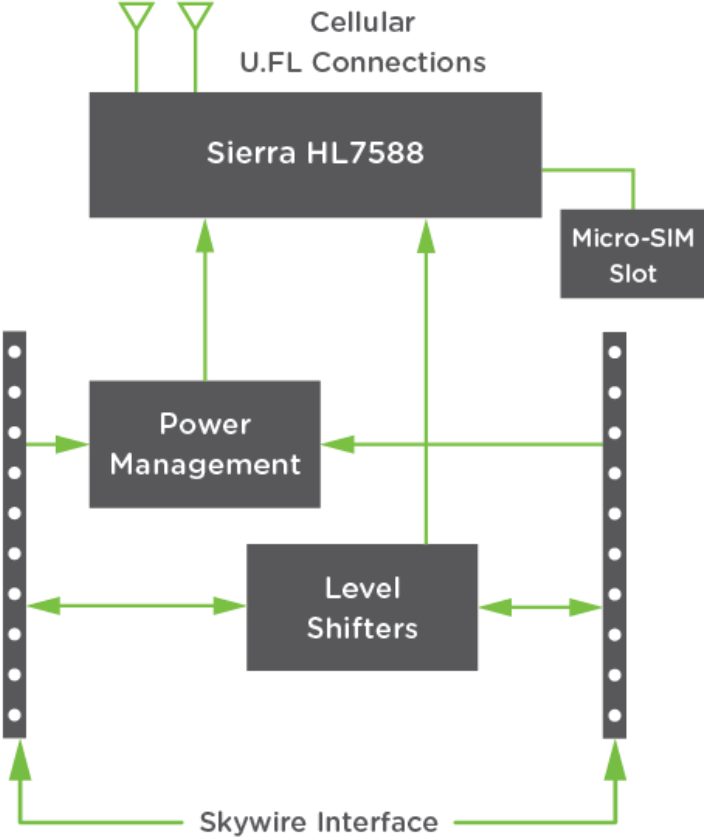 Cellular
U.FL Connections
Sierra HL7588
Micro-SIM
Slot
Power
Management
Level
Shifters
Skywire Interface